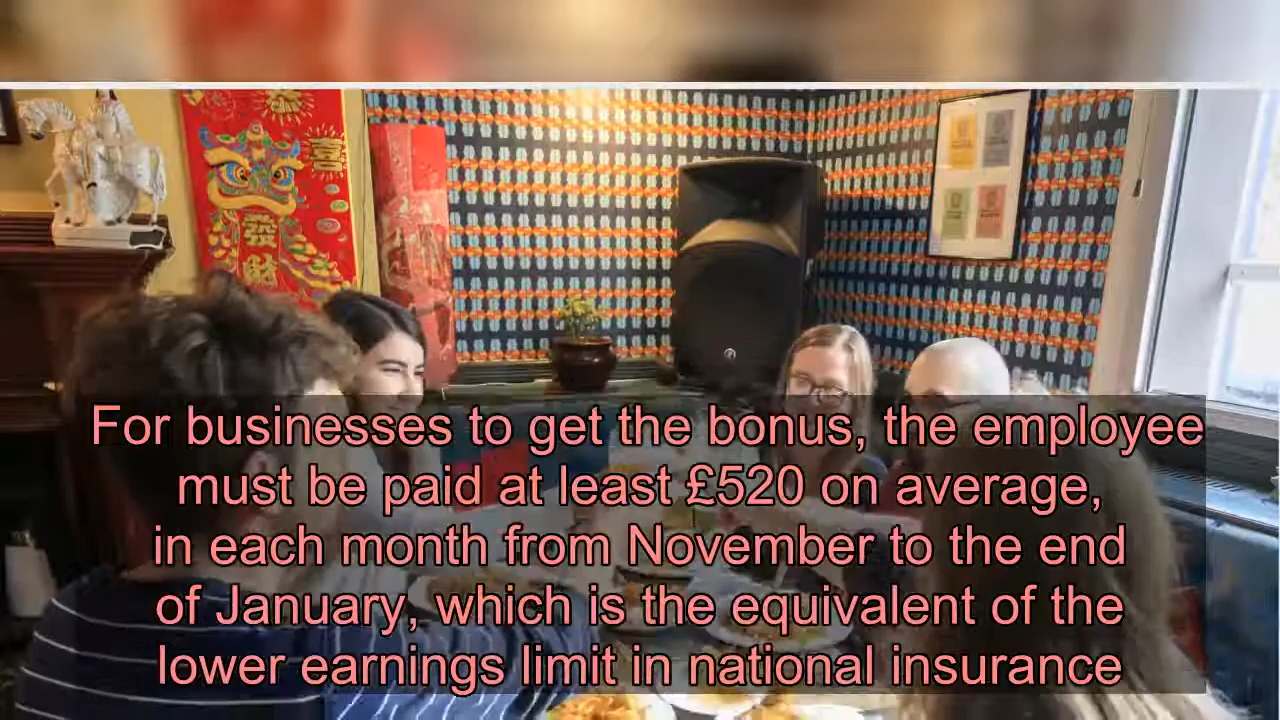 發
財
For businesses to get the bonus, the employee
must be paid at least £520 on average,
in each month from November to the end
of January, which is the equivalent of the
lower earnings limit in national insurance